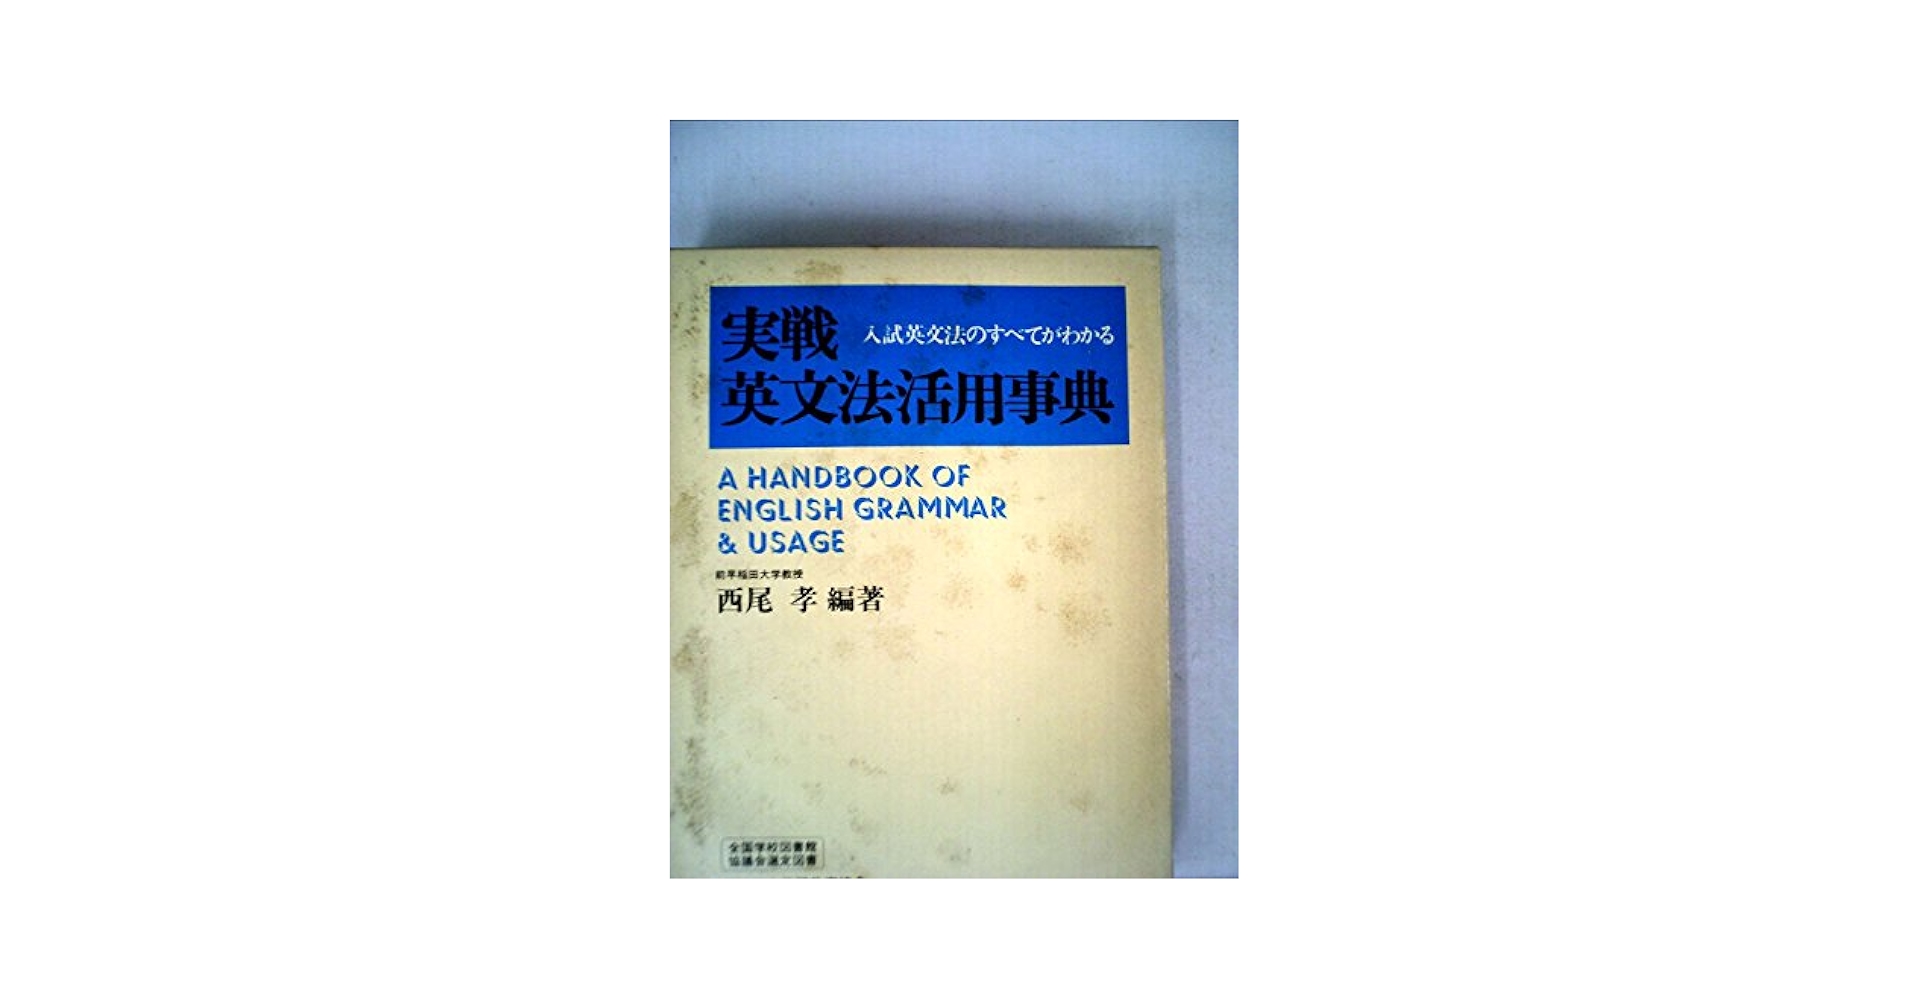 実戦 入試英文法のすべてがわかる
英文法活用事典
A HANDBOOK OF
ENGLISH GRAMMAR
& USAGE
前早稲田大学教授
西尾 孝 編著
全国学校図書館
協議会選定図書